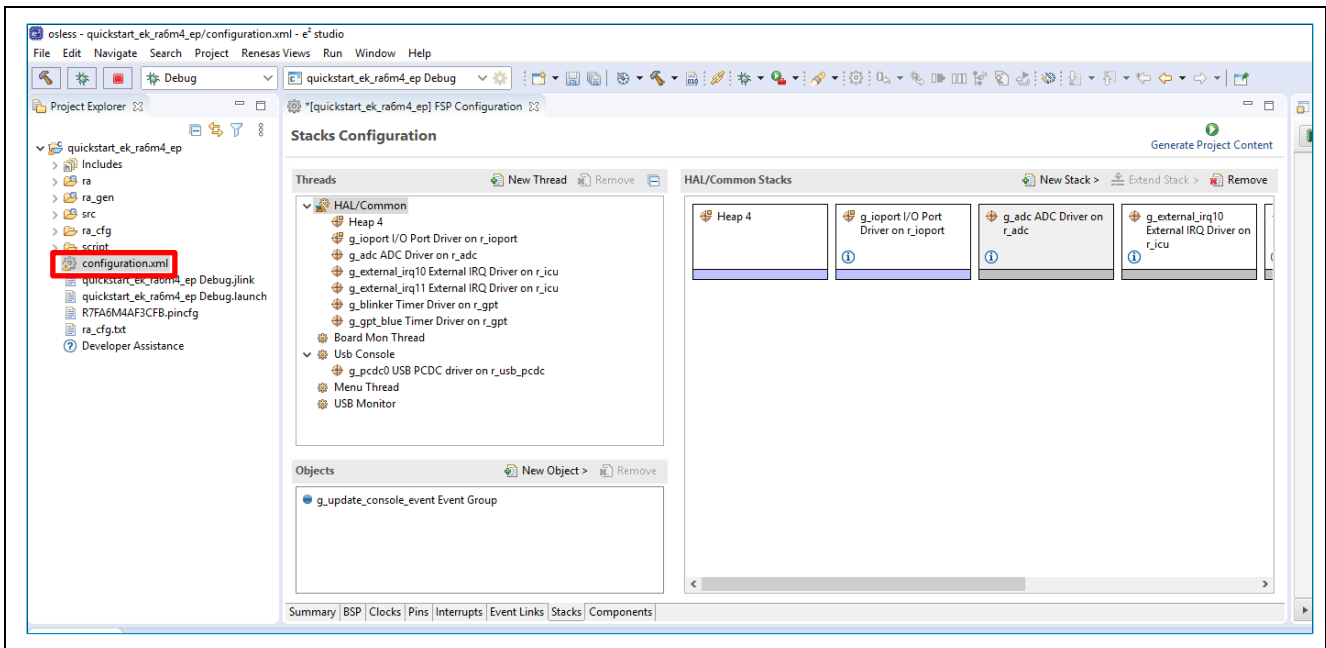 osless - quickstart_ek_ra6m4_ep/configuration.xml - e² studio
File Edit Navigate Search Project Renesas Views Run Window Help
Debug
quickstart_ek_ra6m4_ep Debug
Project Explorer
*[quickstart_ek_ra6m4_ep] FSP Configuration
quickstart_ek_ra6m4_ep
Includes
ra
ra_gen
src
ra_cfg
script
configuration.xml
quickstart_ek_ra6m4_ep Debug.jlink
quickstart_ek_ra6m4_ep Debug.launch
R7FA6M4AF3CFB.pincfg
ra_cfg.txt
Developer Assistance
Stacks Configuration
Generate Project Content
Threads
New Thread
Remove
HAL/Common
Heap 4
g_ioport I/O Port Driver on r_ioport
g_adc ADC Driver on r_adc
g_external_irq10 External IRQ Driver on r_icu
g_external_irq11 External IRQ Driver on r_icu
g_blinker Timer Driver on r_gpt
g_gpt_blue Timer Driver on r_gpt
Board Mon Thread
Usb Console
g_pcdc0 USB PCDC driver on r_usb_pcdc
Menu Thread
USB Monitor
Objects
New Object >
Remove
g_update_console_event Event Group
HAL/Common Stacks
New Stack >
Extend Stack >
Remove
Heap 4
g_ioport I/O Port
Driver on r_ioport
g_adc ADC Driver on
r_adc
g_external_irq10
External IRQ Driver on
r_icu
Summary BSP Clocks Pins Interrupts Event Links Stacks Components